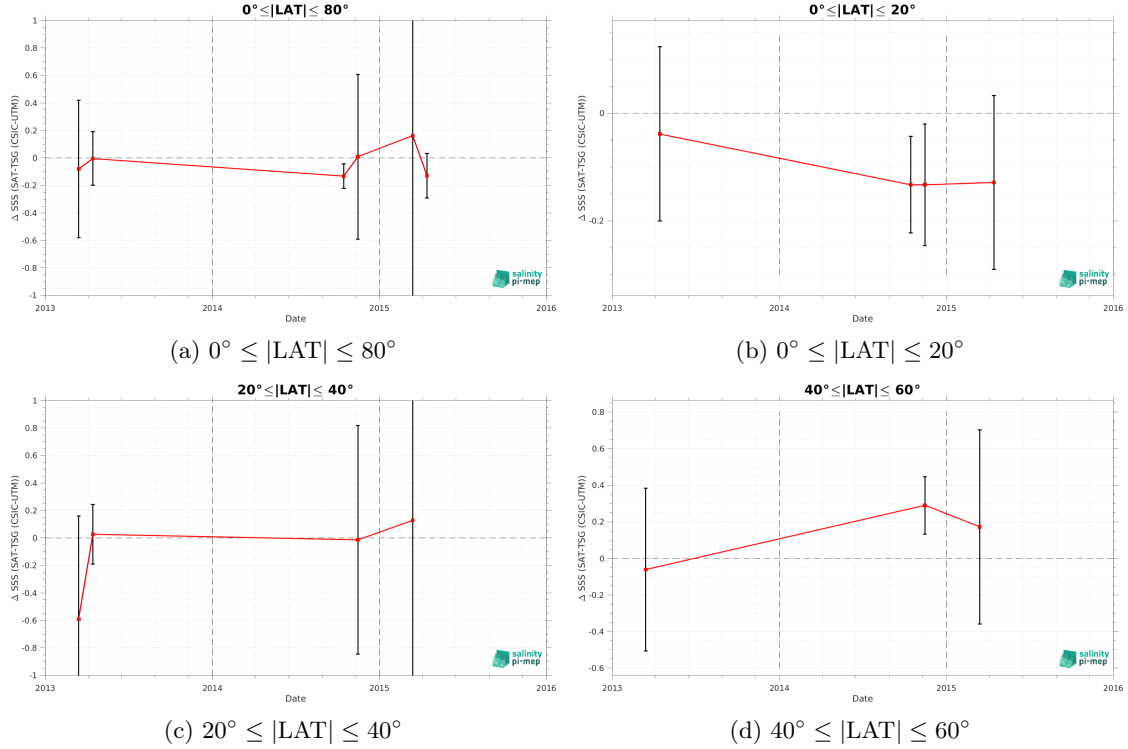 0°≤|LAT|≤ 80°
Δ SSS (SAT-TSG (CSIC-UTM))
1
0.8
0.6
0.4
0.2
0
-0.2
-0.4
-0.6
-0.8
-1
2013 2014 2015 2016
Date
salinity
pi-mep
(a) 0° ≤ |LAT| ≤ 80°
0°≤|LAT|≤ 20°
Δ SSS (SAT-TSG (CSIC-UTM))
0
-0.2
2013 2014 2015 2016
Date
salinity
pi-mep
(b) 0° ≤ |LAT| ≤ 20°
20°≤|LAT|≤ 40°
Δ SSS (SAT-TSG (CSIC-UTM))
1
0.8
0.6
0.4
0.2
0
-0.2
-0.4
-0.6
-0.8
-1
2013 2014 2015 2016
Date
salinity
pi-mep
(c) 20° ≤ |LAT| ≤ 40°
40°≤|LAT|≤ 60°
Δ SSS (SAT-TSG (CSIC-UTM))
0.8
0.6
0.4
0.2
0
-0.2
-0.4
-0.6
2013 2014 2015 2016
Date
salinity
pi-mep
(d) 40° ≤ |LAT| ≤ 60°